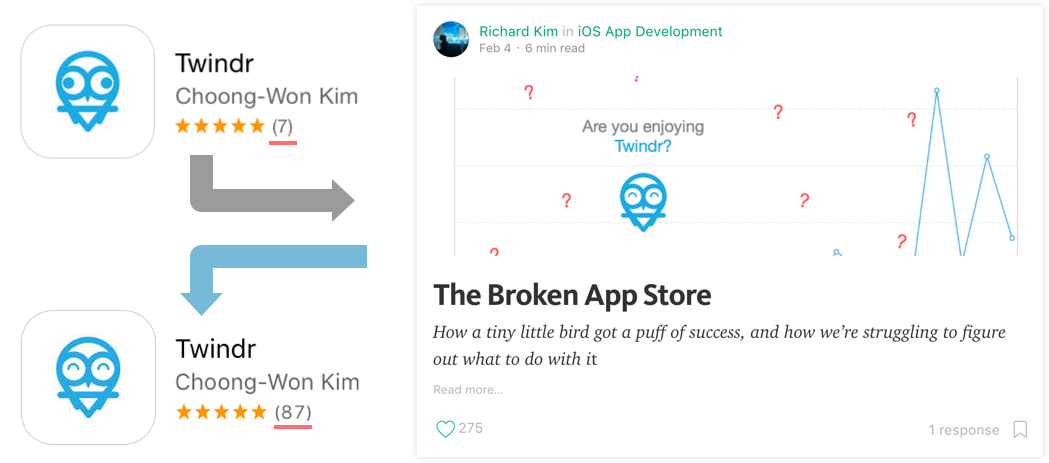 Twindr
Choong-Won Kim
★★★★★ (7)
Twindr
Choong-Won Kim
★★★★★ (87)
Richard Kim in iOS App Development
Feb 4 · 6 min read
? ? ? ? ? ? ? ? ?
Are you enjoying
Twindr?
The Broken App Store
How a tiny little bird got a puff of success, and how we’re struggling to figure
out what to do with it
Read more...
275
1 response